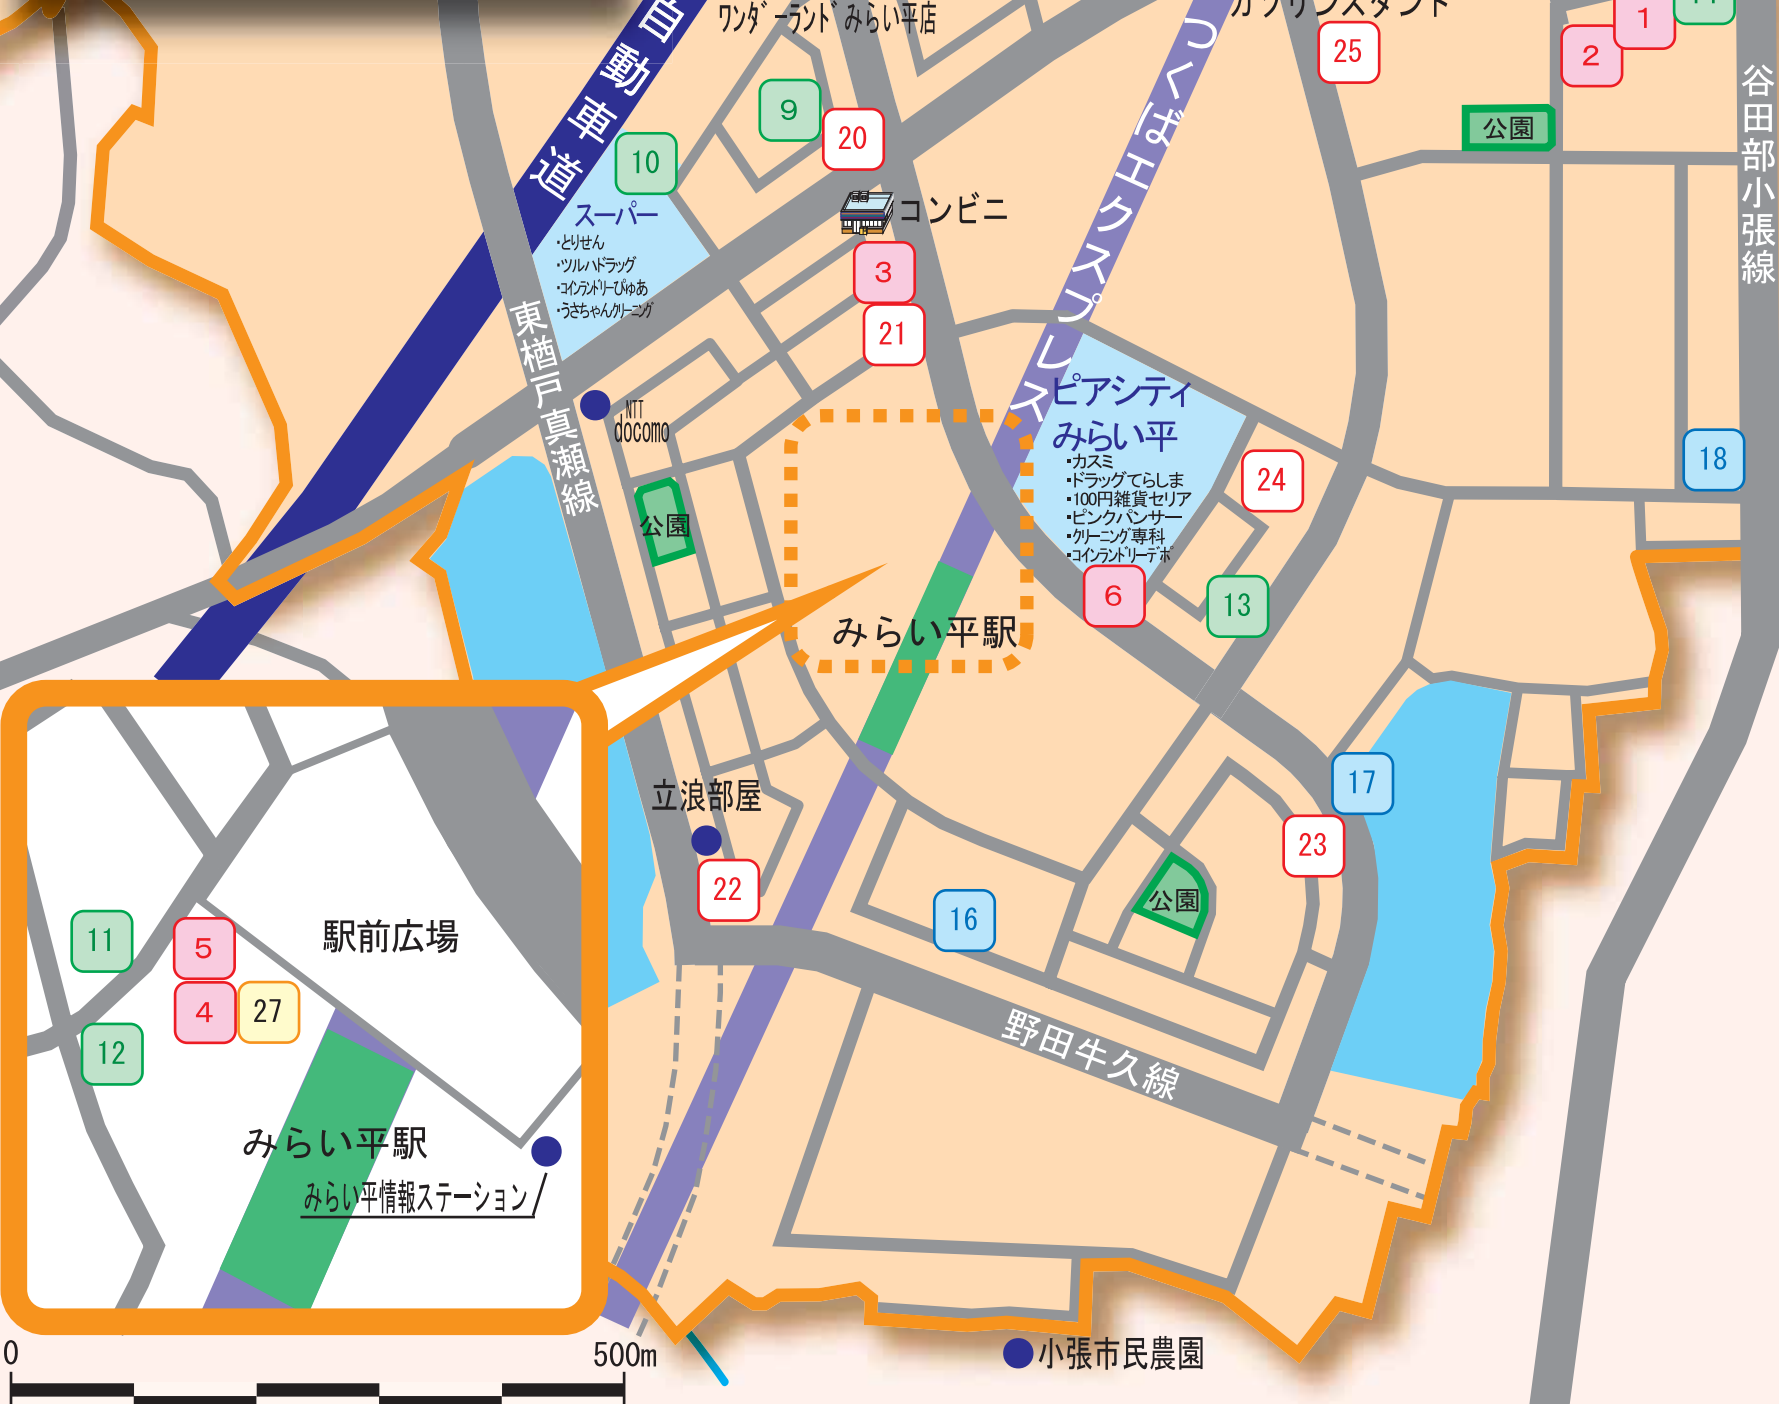 ワンダーランドみらい平店
ガソリンスタンド
自動車道
つくばエクスプレス
谷田部小張線
25
2
1
公園
9
20
10
コンビニ
スーパー
・とりせん
・ツルハドラッグ
・コインランドリーぴゅあ
・うさちゃんクリーニング
3
21
東楢戸真瀬線
NTT
docomo
ピアシティ
みらい平
・カスミ
・ドラッグてらしま
・100円雑貨セリア
・ピンクパンサー
・クリーニング専科
・コインランドリーデポ
24
18
公園
6
13
みらい平駅
立浪部屋
22
17
23
公園
16
野田牛久線
駅前広場
11
5
4
27
12
みらい平駅
みらい平情報ステーション
0
500m
小張市民農園